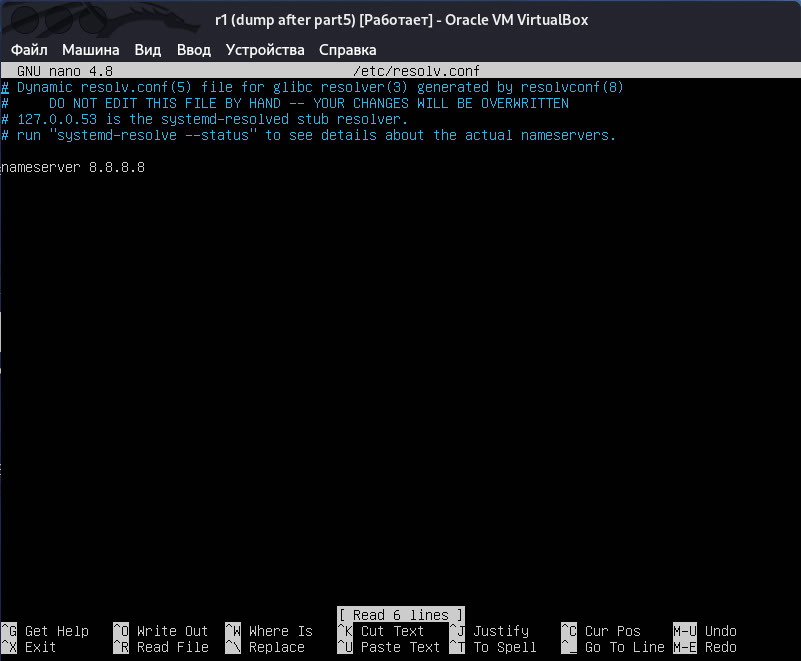 r1 (dump after part5) [Работает] - Oracle VM VirtualBox
Файл Машина Вид Ввод Устройства Справка
GNU nano 4.8 /etc/resolv.conf
# Dynamic resolv.conf(5) file for glibc resolver(3) generated by resolvconf(8)
# DO NOT EDIT THIS FILE BY HAND -- YOUR CHANGES WILL BE OVERWRITTEN
# 127.0.0.53 is the systemd-resolved stub resolver.
# run "systemd-resolve --status" to see details about the actual nameservers.
nameserver 8.8.8.8
[ Read 6 lines ]
^G Get Help ^O Write Out ^W Where Is ^K Cut Text ^J Justify ^C Cur Pos M-U Undo
^X Exit ^R Read File ^\ Replace ^U Paste Text ^T To Spell ^_ Go To Line M-E Redo